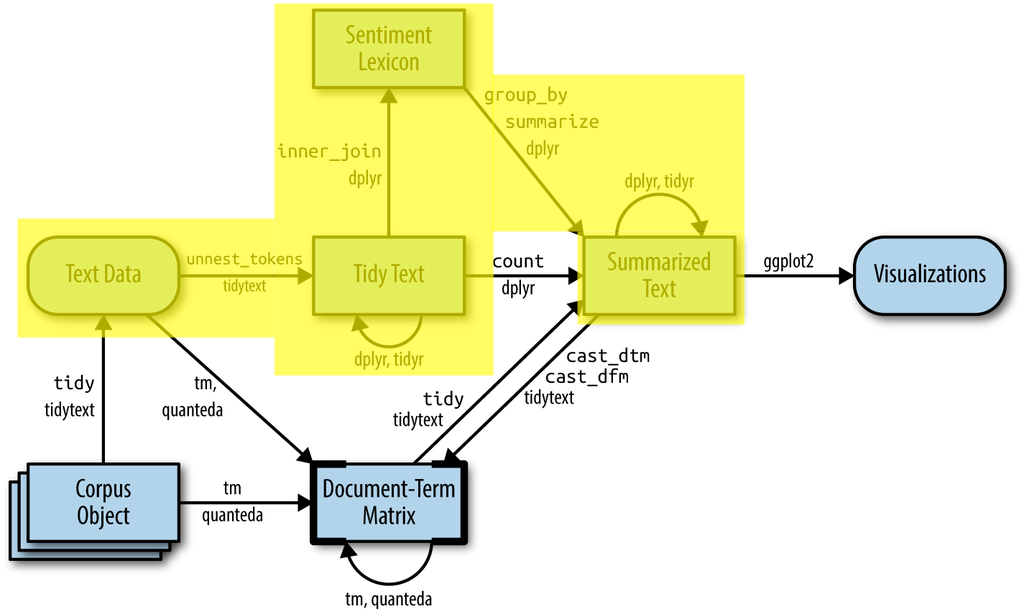 Sentiment
Lexicon
group_by
summarize
dplyr
inner_join
dplyr
dplyr, tidyr
Text Data
unnest_tokens
tidytext
Tidy Text
count
dplyr
Summarized
Text
ggplot2
Visualizations
dplyr, tidyr
tidy
tidytext
tm,
quanteda
tidy
tidytext
cast_dtm
cast_dfm
tidytext
Corpus
Object
tm
quanteda
Document-Term
Matrix
tm, quanteda